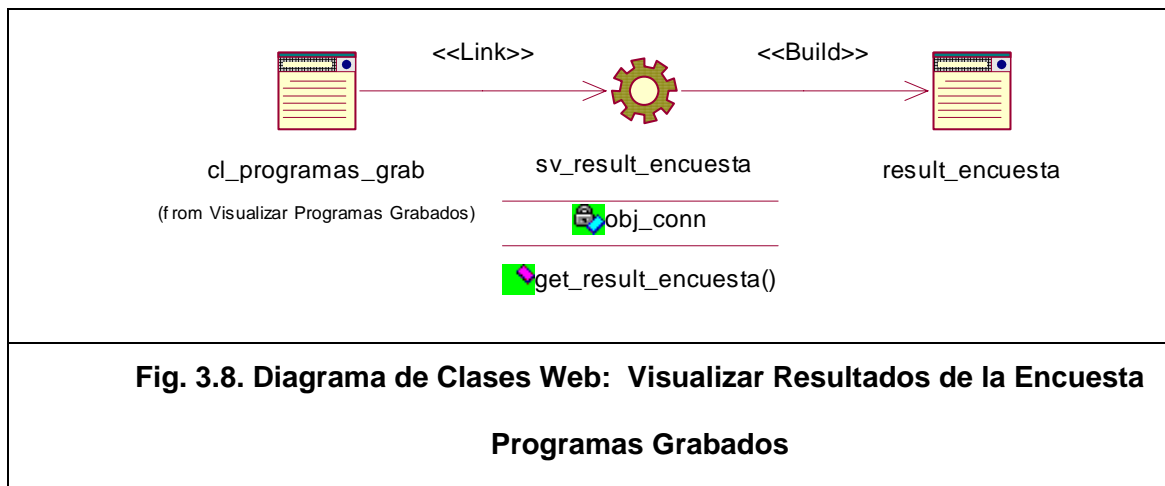 <<Link>> <<Build>>
cl_programas_grab sv_result_encuesta result_encuesta
(from Visualizar Programas Grabados)
obj_conn
get_result_encuesta()
Fig. 3.8. Diagrama de Clases Web: Visualizar Resultados de la Encuesta
Programas Grabados